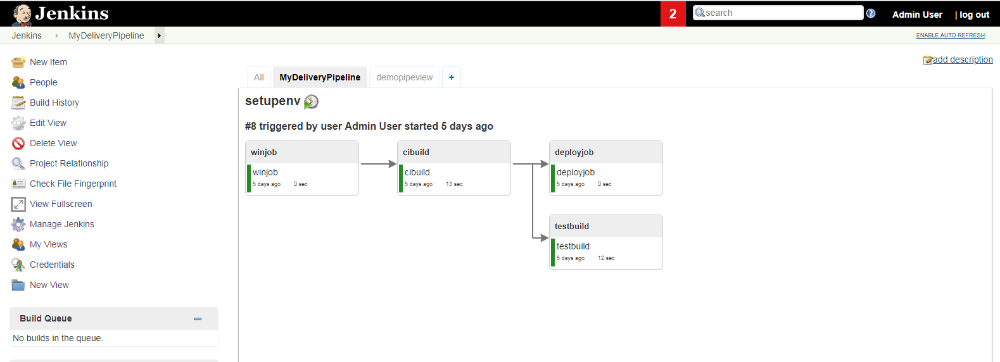 Jenkins
2
search
Admin User
| log out
Jenkins
MyDeliveryPipeline
ENABLE AUTO REFRESH
New Item
People
Build History
Edit View
Delete View
Project Relationship
Check File Fingerprint
View Fullscreen
Manage Jenkins
My Views
Credentials
New View
Build Queue
No builds in the queue.
add description
All
MyDeliveryPipeline
demopipeview
+
setupenv
#8 triggered by user Admin User started 5 days ago
winjob
winjob
5 days ago 0 sec
cibuild
cibuild
5 days ago 13 sec
deployjob
deployjob
5 days ago 0 sec
testbuild
testbuild
5 days ago 12 sec